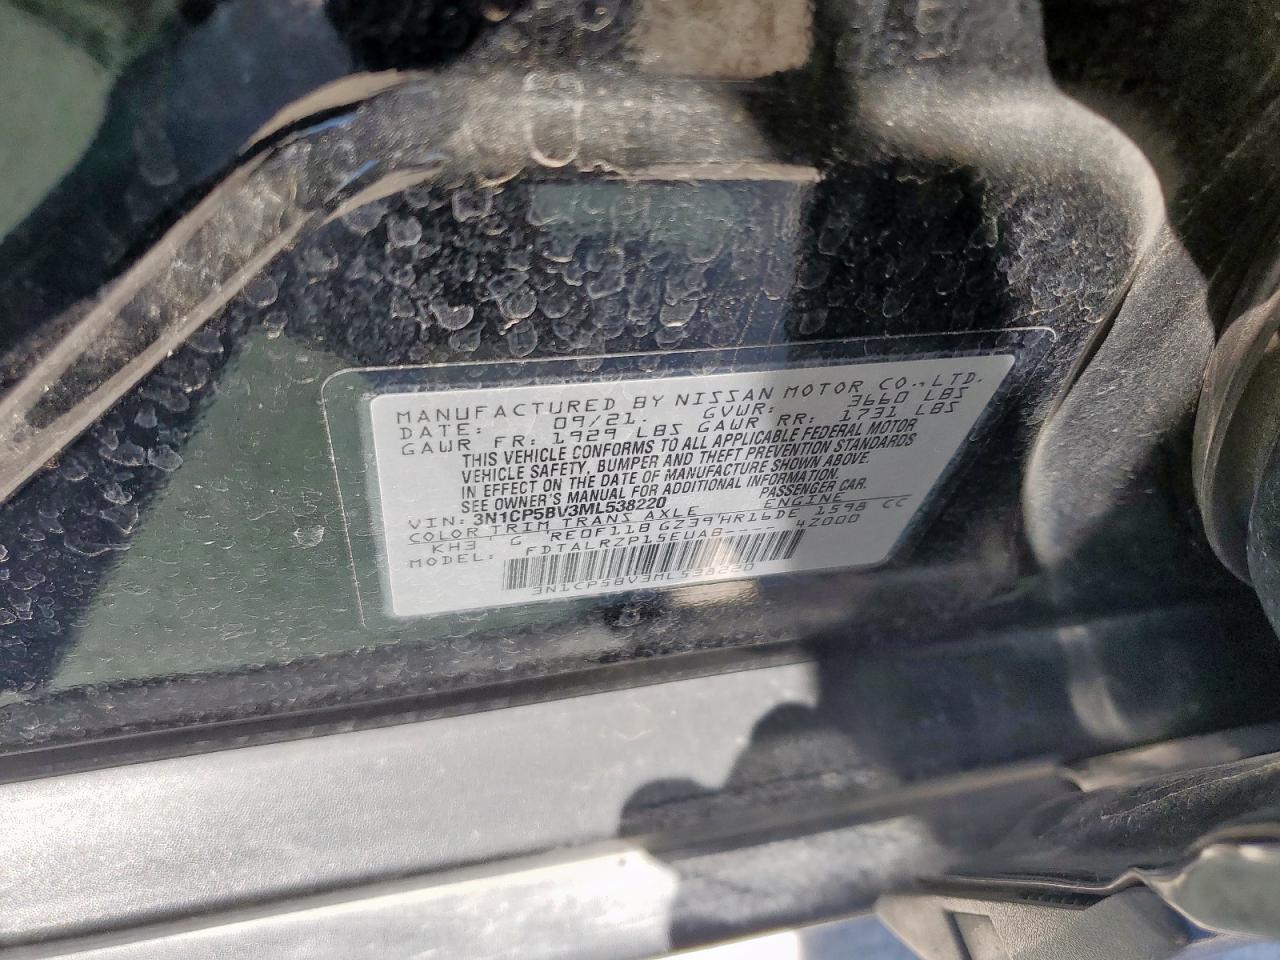 MANUFACTURED BY NISSAN MOTOR CO.,LTD.
DATE: 09/21. GVWR: 3660 LBS
GAWR FR: 1929 LBS GAWR RR: 1731 LBS
THIS VEHICLE CONFORMS TO ALL APPLICABLE FEDERAL MOTOR
VEHICLE SAFETY, BUMPER AND THEFT PREVENTION STANDARDS
IN EFFECT ON THE DATE OF MANUFACTURE SHOWN ABOVE.
SEE OWNER'S MANUAL FOR ADDITIONAL INFORMATION
PASSENGER CAR.
VIN: 3N1CP5BV3ML538220
COLOR TRIM TRANS AXLE ENGINE
KH3 G RE0F11B GZ39 HR16DE 1598 CC
MODEL: FDTALRZP15EUAB---- 4Z000
3N1CP5BV3ML538220